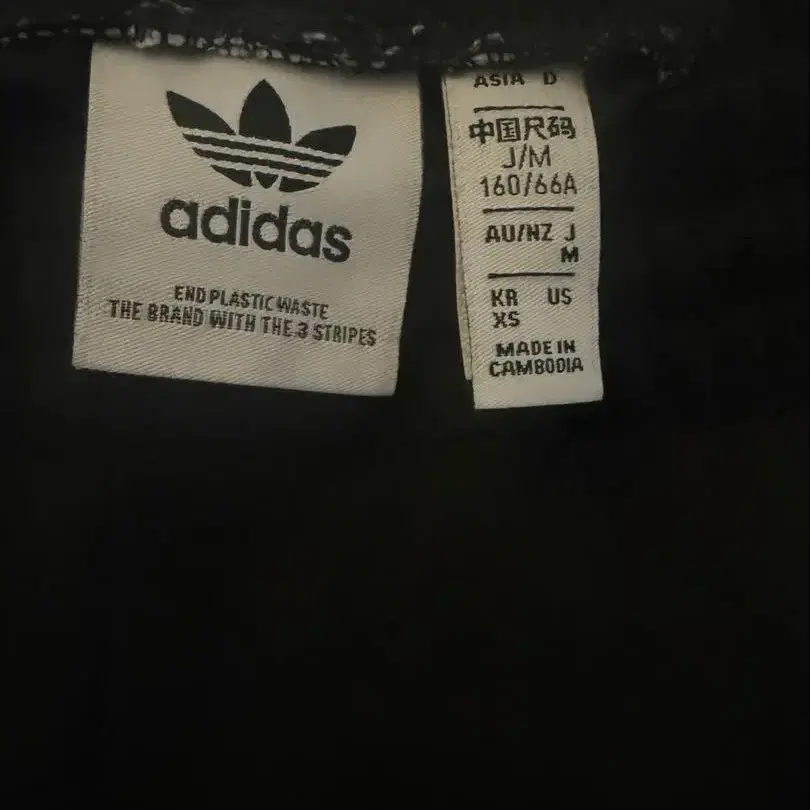 adidas
END PLASTIC WASTE
THE BRAND WITH THE 3 STRIPES
ASIA D
中国尺码
J/M
160/66A
AU/NZ J
M
KR US
XS
MADE IN
CAMBODIA